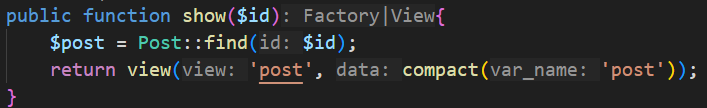 public function show($id): Factory|View{
    $post = Post::find(id: $id);
    return view(view: 'post', data: compact(var_name: 'post'));
}